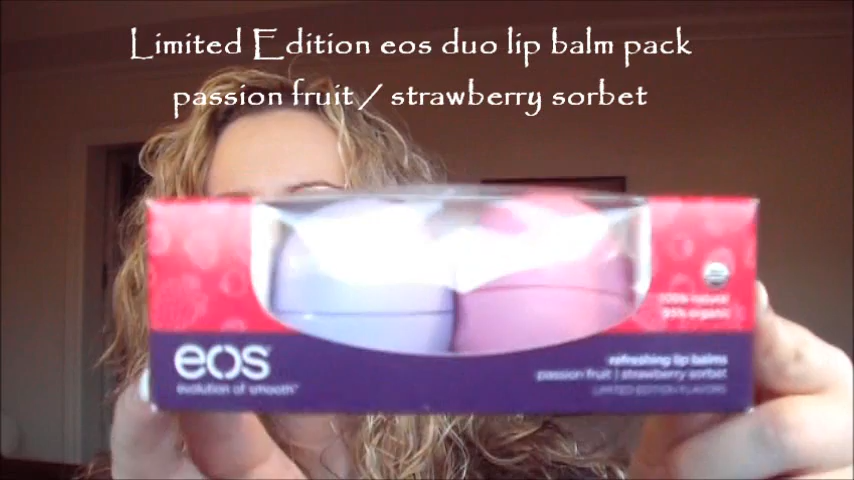 Limited Edition eos duo lip balm pack
passion fruit / strawberry sorbet
100% natural
95% organic
eos
evolution of smooth™
refreshing lip balms
passion fruit | strawberry sorbet
LIMITED EDITION FLAVORS